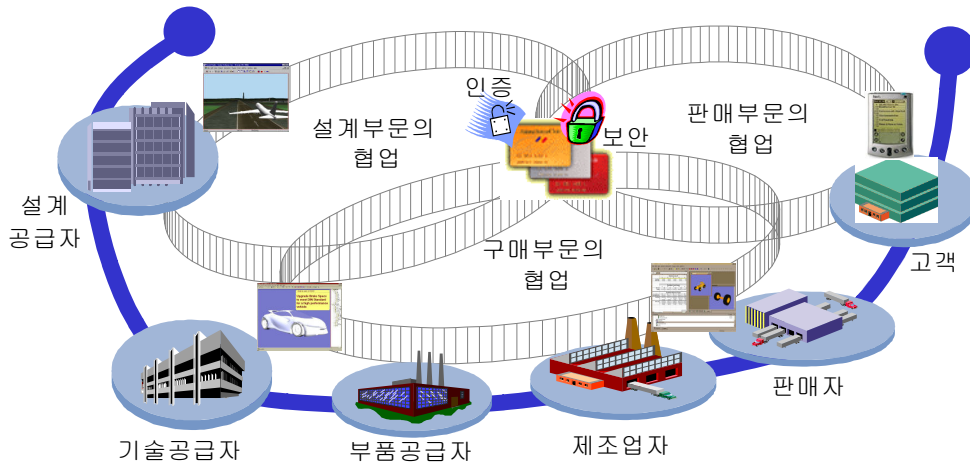 인증
보안
설계부문의
협업
판매부문의
협업
구매부문의
협업
설계
공급자
고객
판매자
기술공급자
부품공급자
제조업자